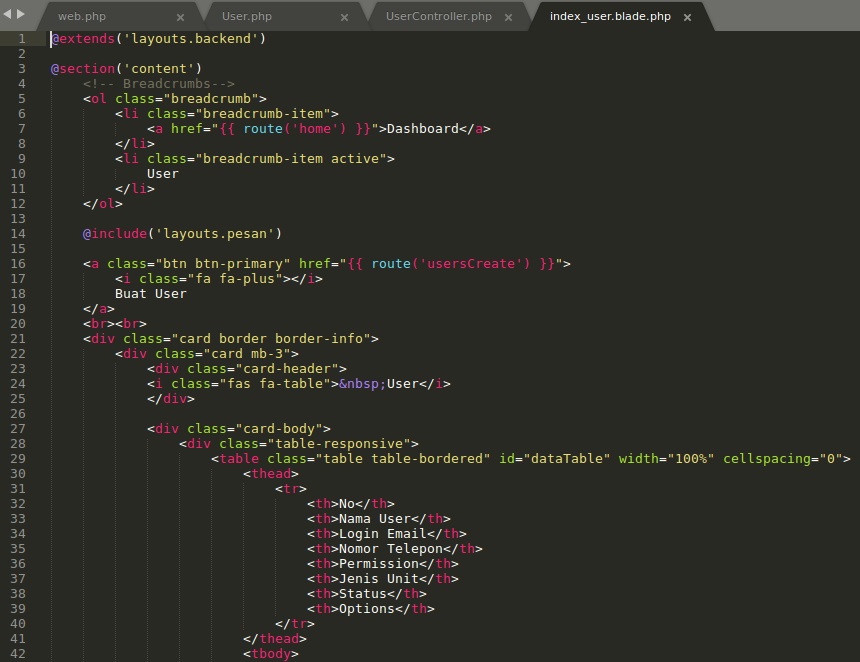 web.php × User.php × UserController.php × index_user.blade.php ×
1 @extends('layouts.backend')
2
3 @section('content')
4     <!-- Breadcrumbs-->
5     <ol class="breadcrumb">
6         <li class="breadcrumb-item">
7             <a href="{{ route('home') }}">Dashboard</a>
8         </li>
9         <li class="breadcrumb-item active">
10             User
11         </li>
12     </ol>
13
14     @include('layouts.pesan')
15
16     <a class="btn btn-primary" href="{{ route('usersCreate') }}">
17         <i class="fa fa-plus"></i>
18         Buat User
19     </a>
20     <br><br>
21     <div class="card border border-info">
22         <div class="card mb-3">
23             <div class="card-header">
24             <i class="fas fa-table">&nbsp;User</i>
25             </div>
26
27             <div class="card-body">
28                 <div class="table-responsive">
29                     <table class="table table-bordered" id="dataTable" width="100%" cellspacing="0">
30                         <thead>
31                             <tr>
32                                 <th>No</th>
33                                 <th>Nama User</th>
34                                 <th>Login Email</th>
35                                 <th>Nomor Telepon</th>
36                                 <th>Permission</th>
37                                 <th>Jenis Unit</th>
38                                 <th>Status</th>
39                                 <th>Options</th>
40                             </tr>
41                         </thead>
42                         <tbody>